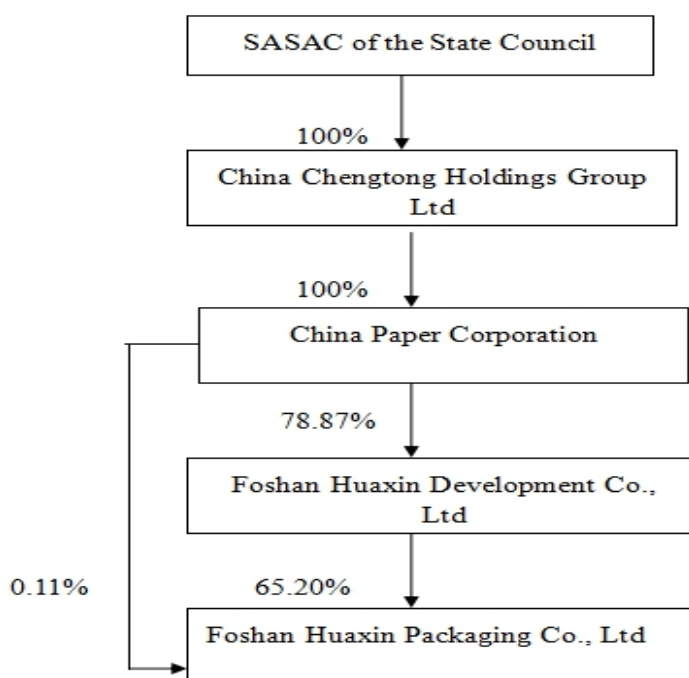 SASAC of the State Council
100%
China Chengtong Holdings Group
Ltd
100%
China Paper Corporation
78.87%
Foshan Huaxin Development Co.,
Ltd
0.11%
65.20%
Foshan Huaxin Packaging Co., Ltd